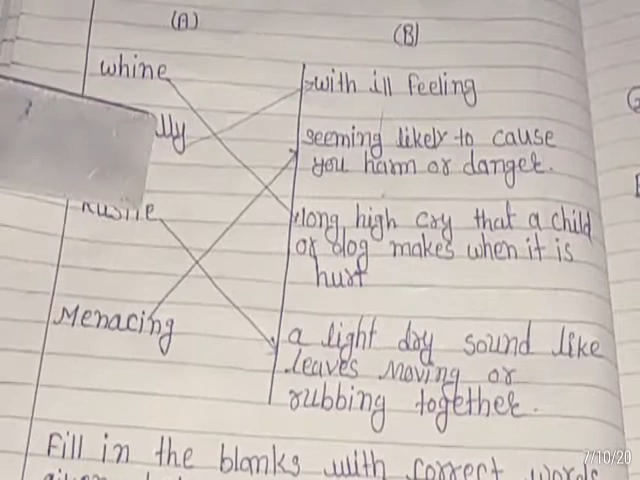 (A)
(B)
whine
with ill feeling
lly
seeming likely to cause
you harm or danger.
long high cry that a child
or dog makes when it is
hurt
Menacing
a light dry sound like
leaves moving or
rubbing together.
Fill in the blanks with correct words
7/10/20